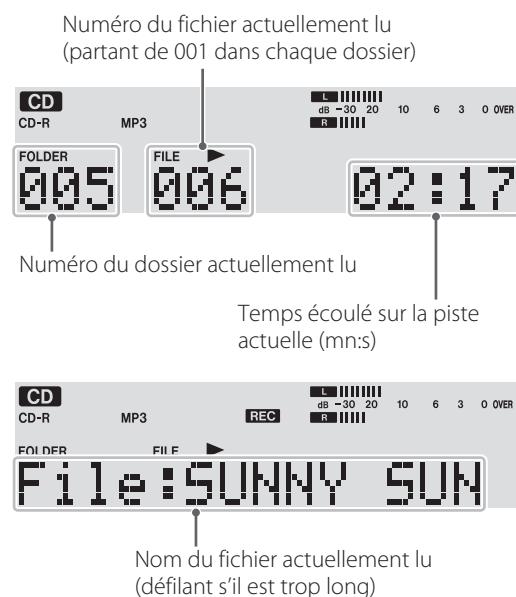 Numéro du fichier actuellement lu
(partant de 001 dans chaque dossier)
CD
L
dB -30 20 10 6 3 0 OVER
CD-R MP3
R
FOLDER FILE
005 006 02:17
Numéro du dossier actuellement lu
Temps écoulé sur la piste
actuelle (mn:s)
CD
L
dB -30 20 10 6 3 0 OVER
CD-R MP3 REC
R
FOLDER FILE
File:SUNNY SUN
Nom du fichier actuellement lu
(défilant s'il est trop long)